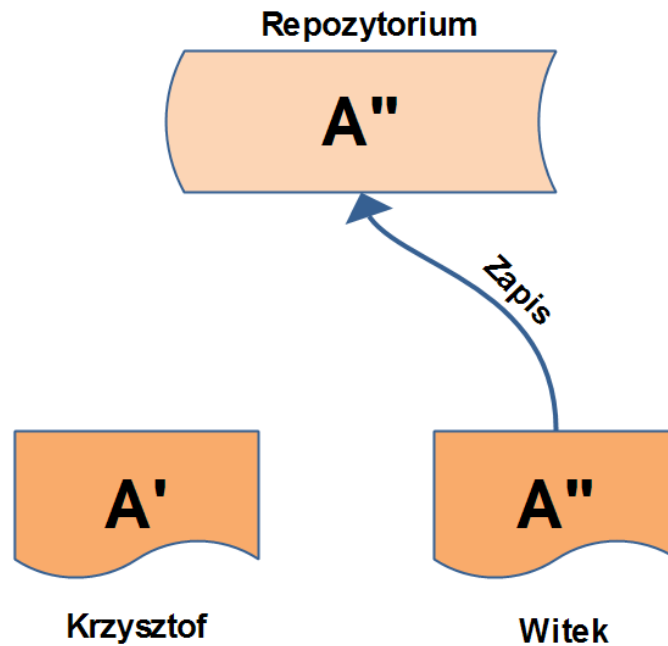 Repozytorium
A"
Zapis
A'
A"
Krzysztof
Witek